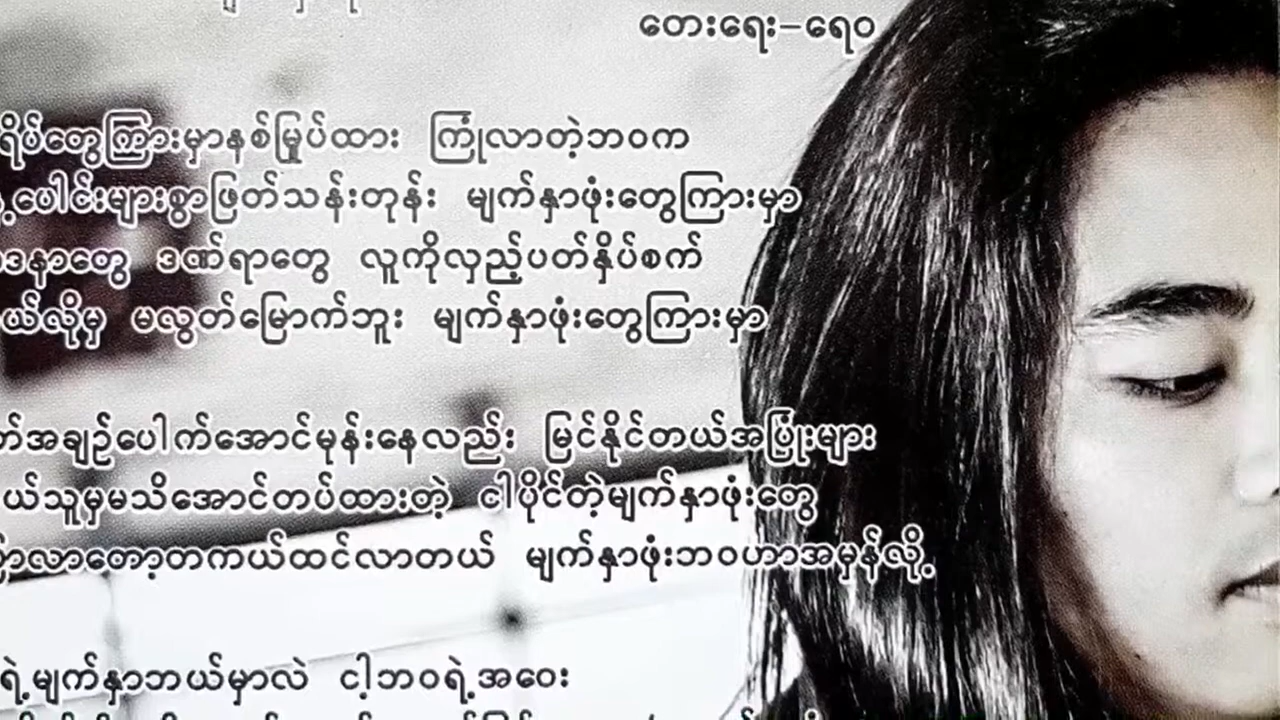 တေးရေး–ရေဝ
ရိပ်တွေကြားမှာနစ်မြှုပ်ထား ကြုံလာတဲ့ဘဝက
ပေါင်းများစွာဖြတ်သန်းတုန်း မျက်နှာဖုံးတွေကြားမှာ
ဒနာတွေ ဒဏ်ရာတွေ လူကိုလှည့်ပတ်နှိပ်စက်
ယ်လိုမှ မလွတ်မြောက်ဘူး မျက်နှာဖုံးတွေကြားမှာ
အချဉ်ပေါက်အောင်မုန်းနေလည်း မြင်နိုင်တယ်အပြုံးများ
ယ်သူမှမသိအောင်တပ်ထားတဲ့ ငါပိုင်တဲ့မျက်နှာဖုံးတွေ
ကြာလာတော့တကယ်ထင်လာတယ် မျက်နှာဖုံးဘဝဟာအမှန်လို့
ရဲ့မျက်နှာဘယ်မှာလဲ ငါ့ဘဝရဲ့အဝေး